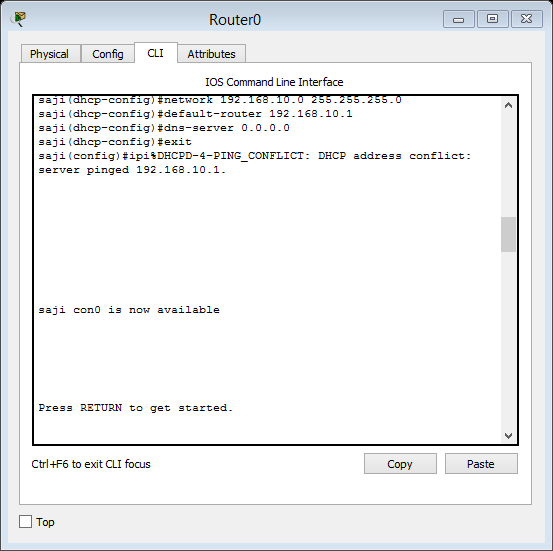 Router0
Physical Config CLI Attributes
IOS Command Line Interface
saji(dhcp-config)#network 192.168.10.0 255.255.255.0
saji(dhcp-config)#default-router 192.168.10.1
saji(dhcp-config)#dns-server 0.0.0.0
saji(dhcp-config)#exit
saji(config)#ipi%DHCPD-4-PING_CONFLICT: DHCP address conflict:
server pinged 192.168.10.1.
saji con0 is now available
Press RETURN to get started.
Ctrl+F6 to exit CLI focus Copy Paste
Top